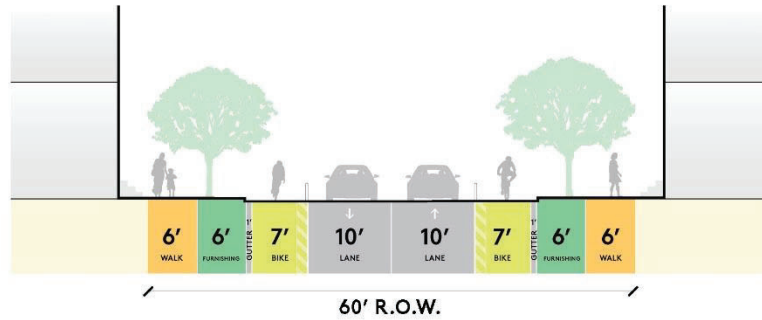 6' 6' 1' 7' 10' 10' 7' 1' 6' 6'
WALK FURNISHING GUTTER BIKE LANE LANE BIKE GUTTER FURNISHING WALK
60' R.O.W.